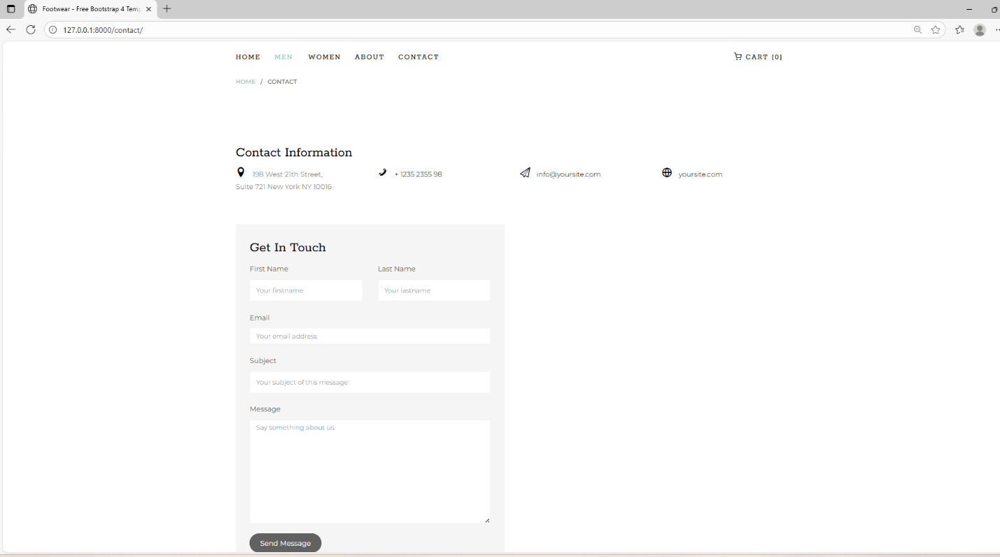 Footwear - Free Bootstrap 4 Temp
127.0.0.1:8000/contact/
HOME MEN WOMEN ABOUT CONTACT CART [0]
HOME / CONTACT
Contact Information
198 West 21th Street, + 1235 2355 98 info@yoursite.com yoursite.com
Suite 721 New York NY 10016
Get In Touch
First Name Last Name
Your firstname Your lastname
Email
Your email address
Subject
Your subject of this message
Message
Say something about us
Send Message